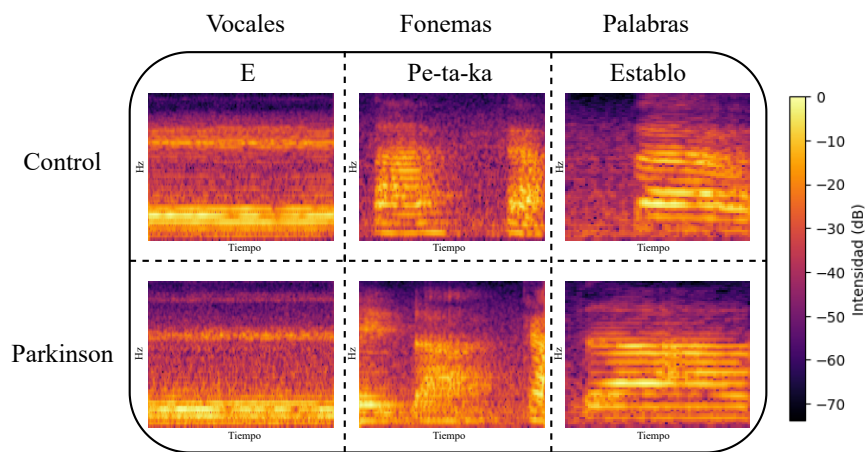 Vocales Fonemas Palabras
E Pe-ta-ka Establo
Control
Hz Hz Hz
Tiempo Tiempo Tiempo
Parkinson
Hz Hz Hz
Tiempo Tiempo Tiempo
0
−10
−20
−30
−40
−50
−60
−70
Intensidad (dB)